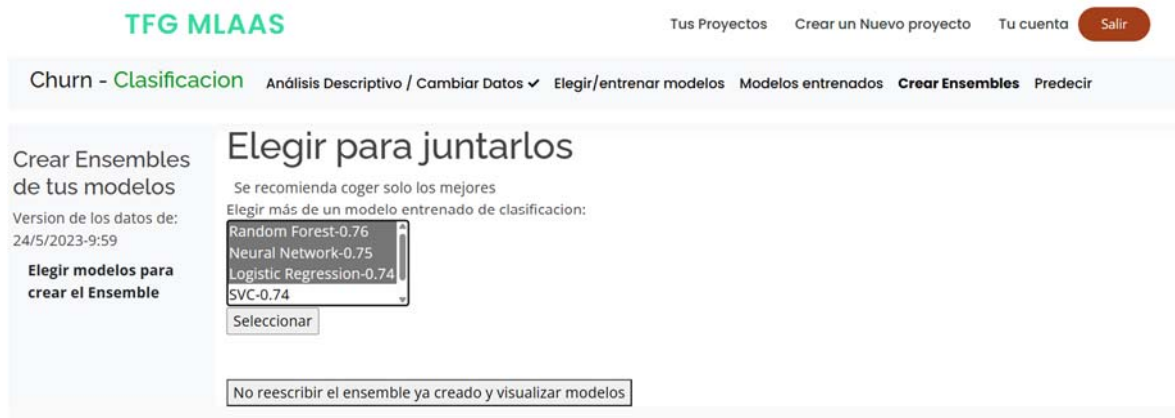 TFG MLAAS
Tus Proyectos Crear un Nuevo proyecto Tu cuenta Salir
Churn - Clasificacion Análisis Descriptivo / Cambiar Datos ✔ Elegir/entrenar modelos Modelos entrenados Crear Ensembles Predecir
Crear Ensembles
de tus modelos
Version de los datos de:
24/5/2023-9:59
Elegir modelos para
crear el Ensemble
Elegir para juntarlos
Se recomienda coger solo los mejores
Elegir más de un modelo entrenado de clasificacion:
Random Forest-0.76
Neural Network-0.75
Logistic Regression-0.74
SVC-0.74
Seleccionar
No reescribir el ensemble ya creado y visualizar modelos